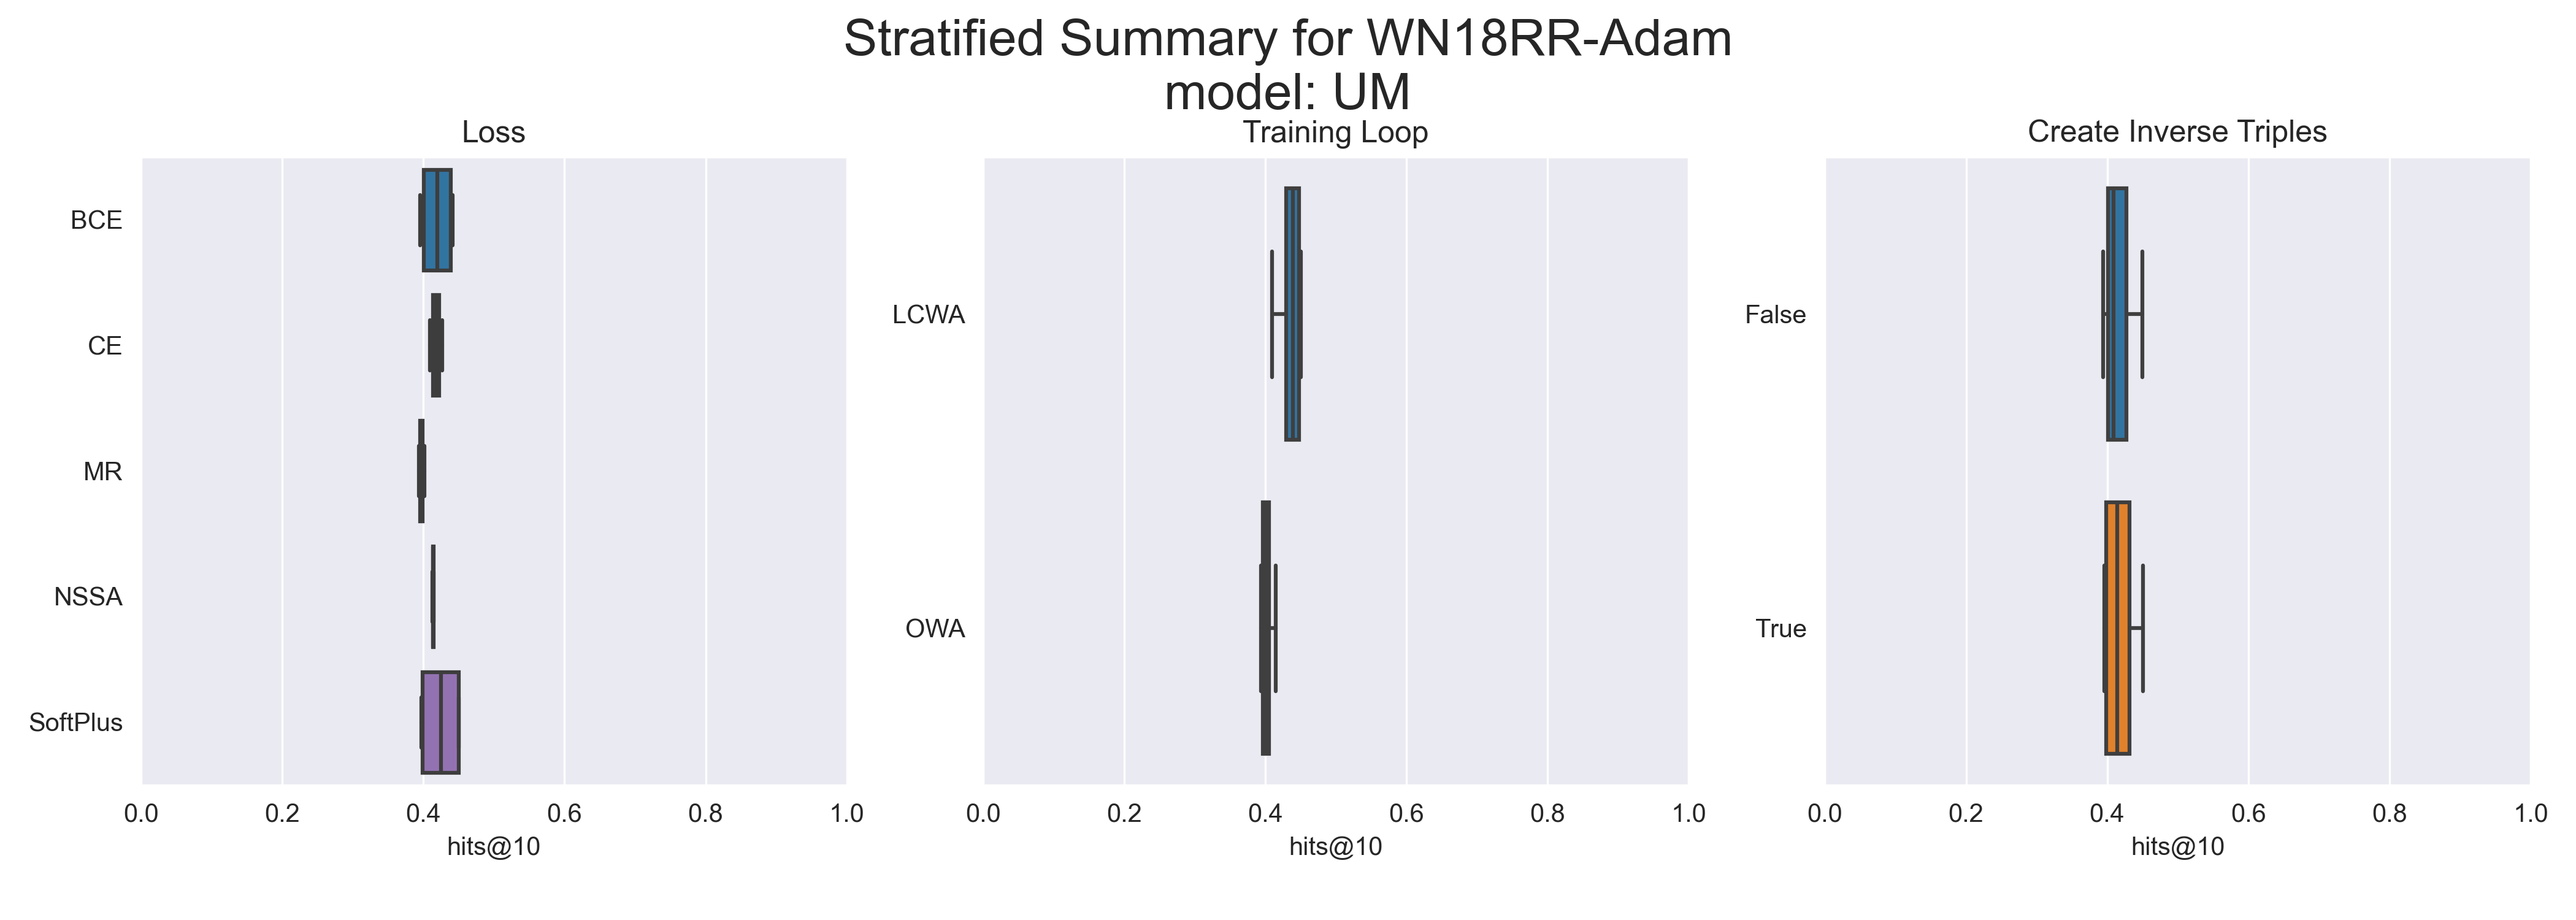 Stratified Summary for WN18RR-Adam
model: UM
Loss
BCE
CE
MR
NSSA
SoftPlus
0.0 0.2 0.4 0.6 0.8 1.0
hits@10
Training Loop
LCWA
OWA
0.0 0.2 0.4 0.6 0.8 1.0
hits@10
Create Inverse Triples
False
True
0.0 0.2 0.4 0.6 0.8 1.0
hits@10